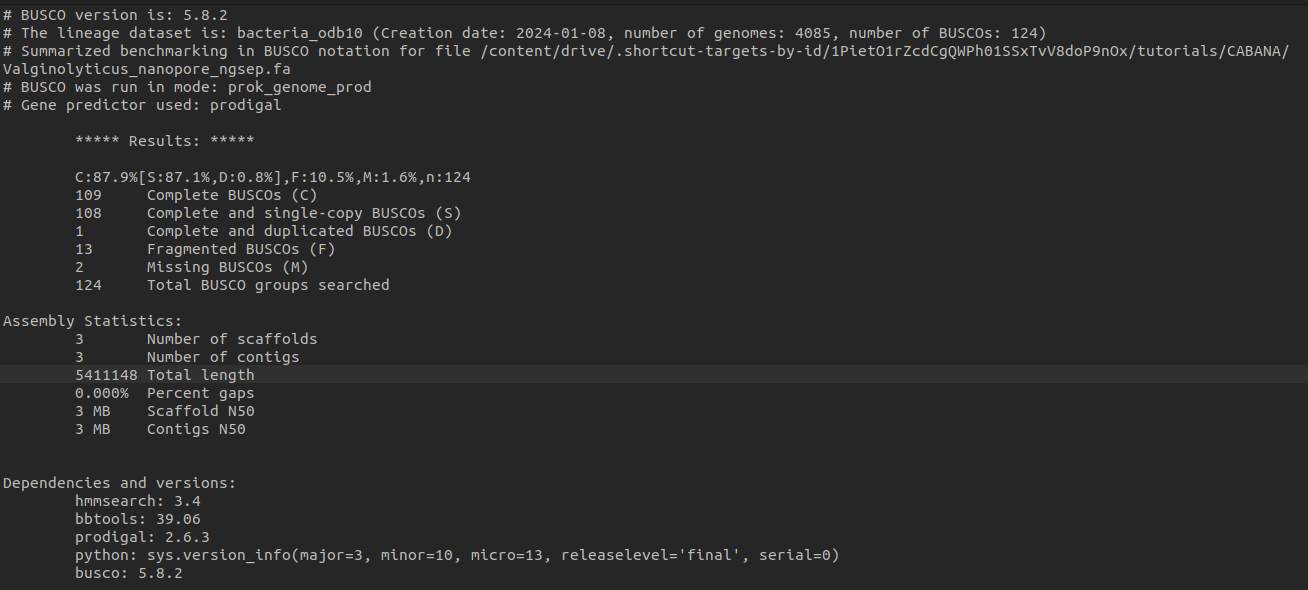 # BUSCO version is: 5.8.2
# The lineage dataset is: bacteria_odb10 (Creation date: 2024-01-08, number of genomes: 4085, number of BUSCOs: 124)
# Summarized benchmarking in BUSCO notation for file /content/drive/.shortcut-targets-by-id/1PietO1rZcdCgQWPh01SSxTvV8doP9nOx/tutorials/CABANA/
Valginolyticus_nanopore_ngsep.fa
# BUSCO was run in mode: prok_genome_prod
# Gene predictor used: prodigal
***** Results: *****
C:87.9%[S:87.1%,D:0.8%],F:10.5%,M:1.6%,n:124
109 Complete BUSCOs (C)
108 Complete and single-copy BUSCOs (S)
1 Complete and duplicated BUSCOs (D)
13 Fragmented BUSCOs (F)
2 Missing BUSCOs (M)
124 Total BUSCO groups searched
Assembly Statistics:
3 Number of scaffolds
3 Number of contigs
5411148 Total length
0.000% Percent gaps
3 MB Scaffold N50
3 MB Contigs N50
Dependencies and versions:
hmmsearch: 3.4
bbtools: 39.06
prodigal: 2.6.3
python: sys.version_info(major=3, minor=10, micro=13, releaselevel='final', serial=0)
busco: 5.8.2